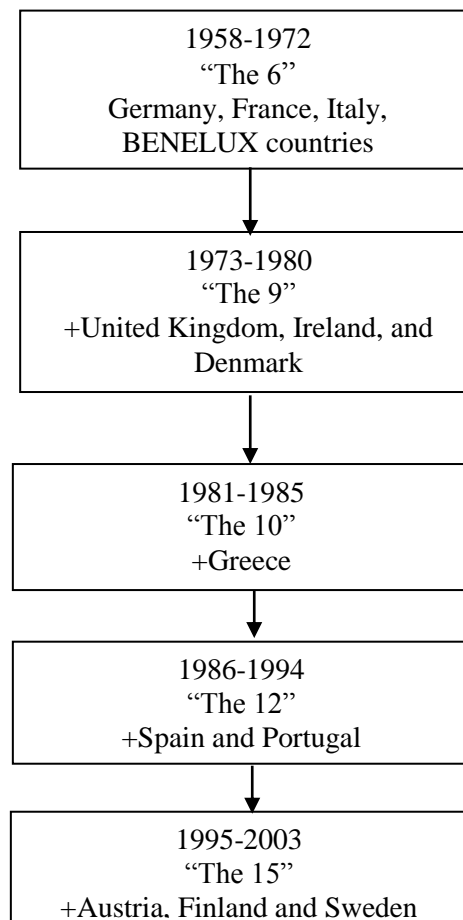 1958-1972
“The 6”
Germany, France, Italy,
BENELUX countries
1973-1980
“The 9”
+United Kingdom, Ireland, and
Denmark
1981-1985
“The 10”
+Greece
1986-1994
“The 12”
+Spain and Portugal
1995-2003
“The 15”
+Austria, Finland and Sweden